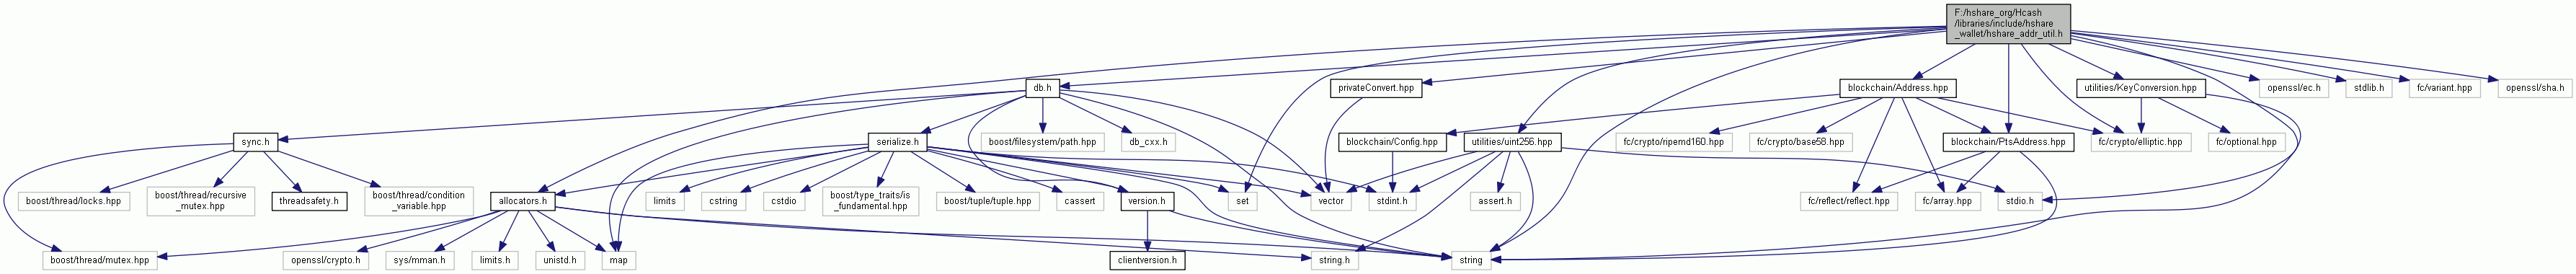 F:/hshare_org/Hcash
/libraries/include/hshare
_wallet/hshare_addr_util.h
db.h
privateConvert.hpp
blockchain/Address.hpp
utilities/KeyConversion.hpp
openssl/ec.h
stdlib.h
fc/variant.hpp
openssl/sha.h
sync.h
serialize.h
boost/filesystem/path.hpp
db_cxx.h
blockchain/Config.hpp
utilities/uint256.hpp
fc/crypto/ripemd160.hpp
fc/crypto/base58.hpp
blockchain/PtsAddress.hpp
fc/crypto/elliptic.hpp
fc/optional.hpp
boost/thread/locks.hpp
boost/thread/recursive
_mutex.hpp
threadsafety.h
boost/thread/condition
_variable.hpp
allocators.h
limits
cstring
cstdio
boost/type_traits/is
_fundamental.hpp
boost/tuple/tuple.hpp
cassert
version.h
set
vector
stdint.h
assert.h
fc/reflect/reflect.hpp
fc/array.hpp
stdio.h
boost/thread/mutex.hpp
openssl/crypto.h
sys/mman.h
limits.h
unistd.h
map
clientversion.h
string.h
string